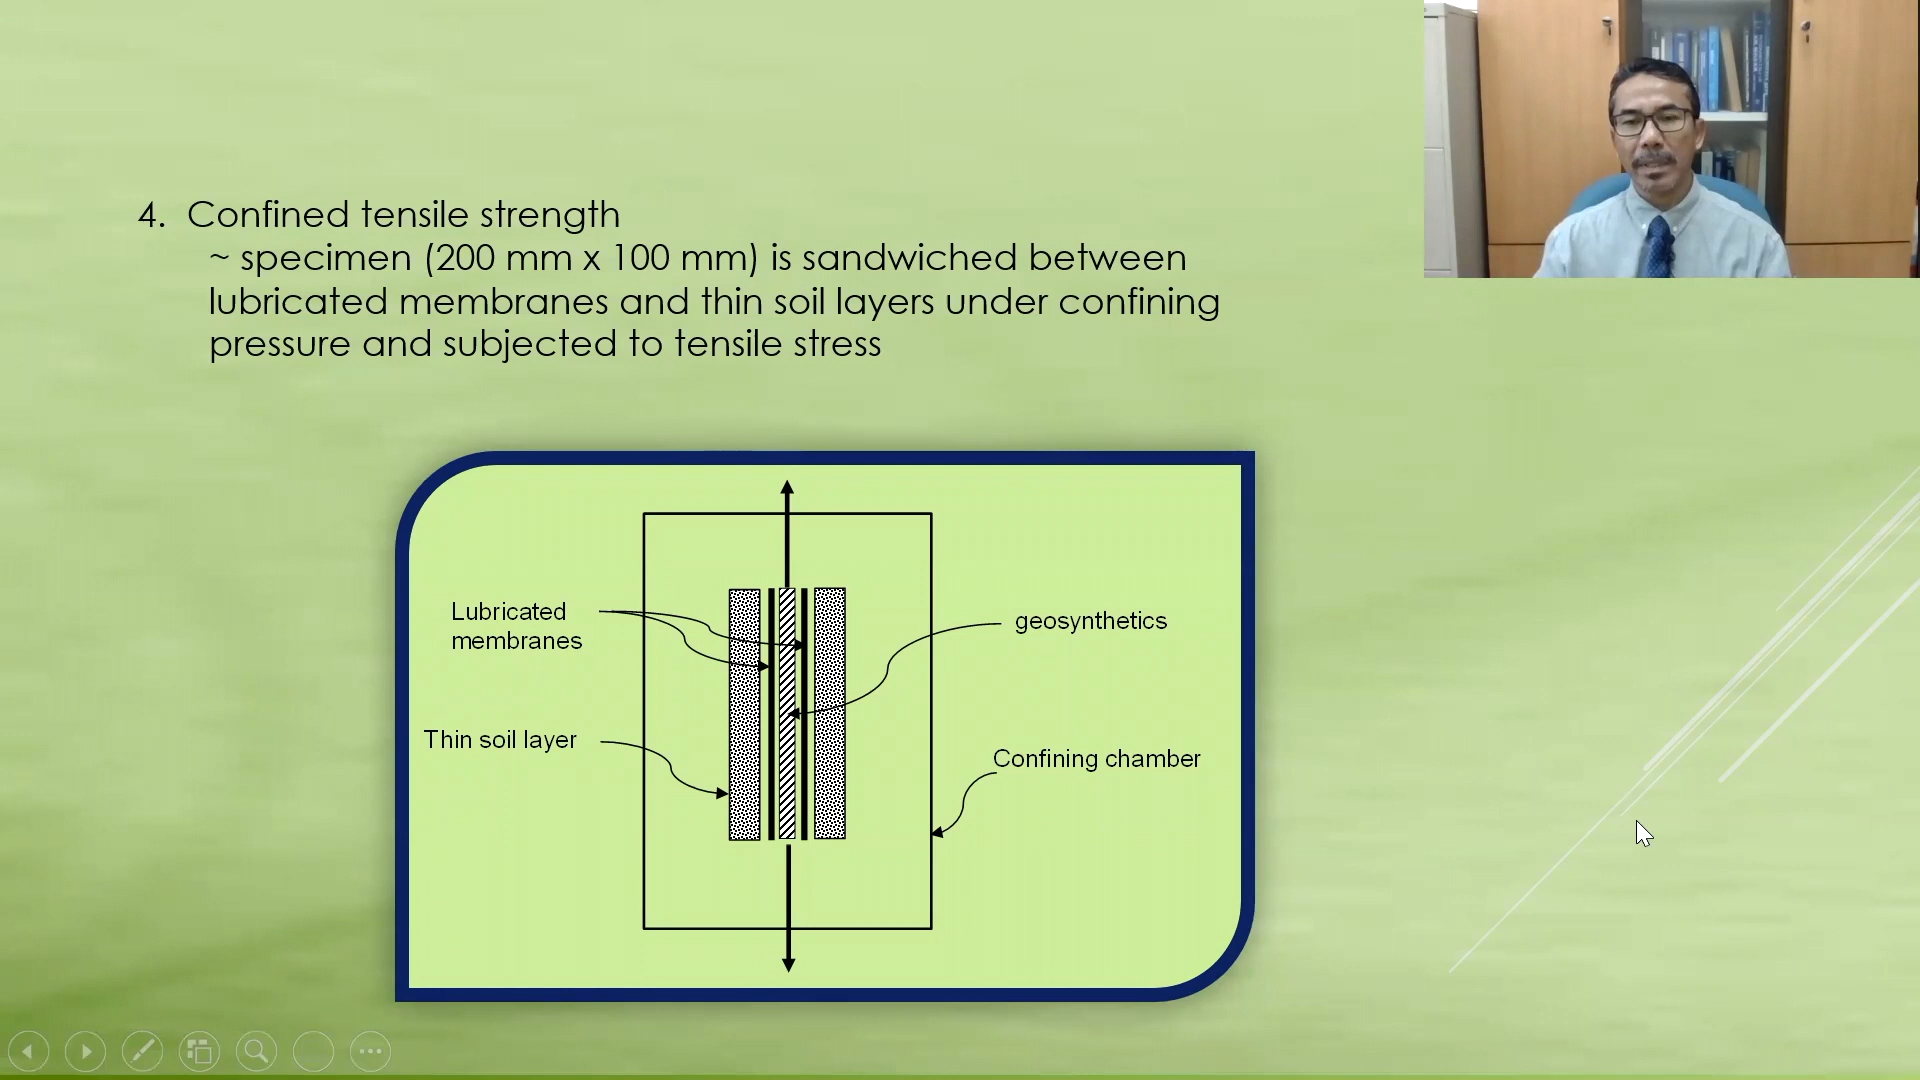 4. Confined tensile strength
~ specimen (200 mm x 100 mm) is sandwiched between
lubricated membranes and thin soil layers under confining
pressure and subjected to tensile stress
Lubricated
membranes
geosynthetics
Thin soil layer
Confining chamber